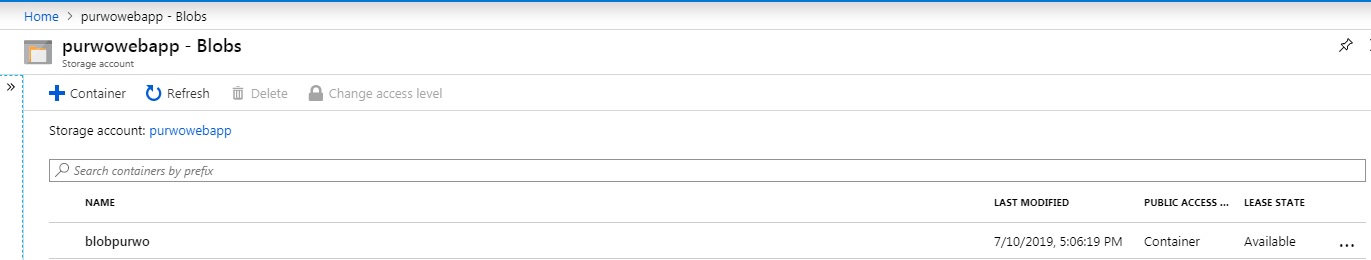 Home > purwowebapp - Blobs
purwowebapp - Blobs
Storage account
» + Container Refresh Delete Change access level
Storage account: purwowebapp
Search containers by prefix
NAME LAST MODIFIED PUBLIC ACCESS ... LEASE STATE
blobpurwo 7/10/2019, 5:06:19 PM Container Available ...